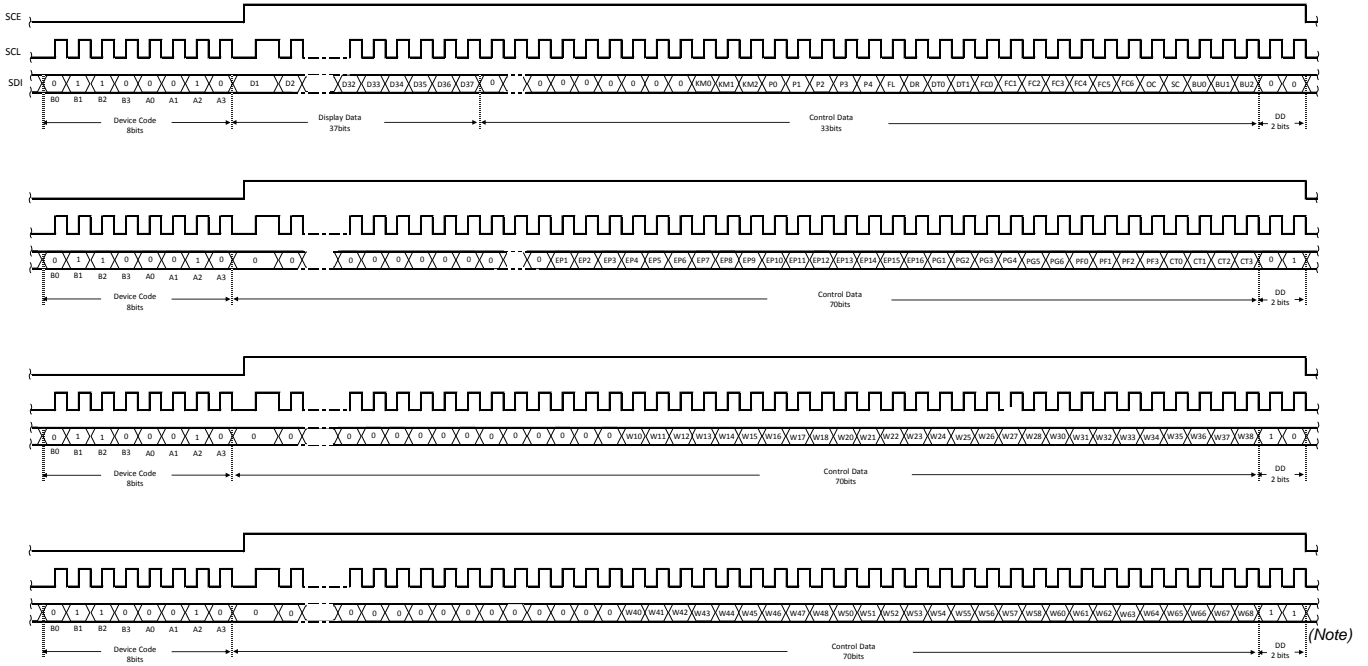 SCE
SCL
SDI 0 1 1 0 0 0 1 0 D1 D2 D32 D33 D34 D35 D36 D37 0 0 0 0 0 0 0 0 KM0 KM1 KM2 P0 P1 P2 P3 P4 FL DR DT0 DT1 FC0 FC1 FC2 FC3 FC4 FC5 FC6 OC SC BU0 BU1 BU2 0 0
B0 B1 B2 B3 A0 A1 A2 A3
Device Code
8bits
Display Data
37bits
Control Data
33bits
DD
2 bits
0 1 1 0 0 0 1 0 0 0 0 0 0 0 0 0 0 0 EP1 EP2 EP3 EP4 EP5 EP6 EP7 EP8 EP9 EP10 EP11 EP12 EP13 EP14 EP15 EP16 PG1 PG2 PG3 PG4 PG5 PG6 PF0 PF1 PF2 PF3 CT0 CT1 CT2 CT3 0 1
B0 B1 B2 B3 A0 A1 A2 A3
Device Code
8bits
Control Data
70bits
DD
2 bits
0 1 1 0 0 0 1 0 0 0 0 0 0 0 0 0 0 0 0 0 0 0 W10 W11 W12 W13 W14 W15 W16 W17 W18 W20 W21 W22 W23 W24 W25 W26 W27 W28 W30 W31 W32 W33 W34 W35 W36 W37 W38 1 0
B0 B1 B2 B3 A0 A1 A2 A3
Device Code
8bits
Control Data
70bits
DD
2 bits
0 1 1 0 0 0 1 0 0 0 0 0 0 0 0 0 0 0 0 0 0 0 W40 W41 W42 W43 W44 W45 W46 W47 W48 W50 W51 W52 W53 W54 W55 W56 W57 W58 W60 W61 W62 W63 W64 W65 W66 W67 W68 1 1
B0 B1 B2 B3 A0 A1 A2 A3
(Note)
Device Code
8bits
Control Data
70bits
DD
2 bits